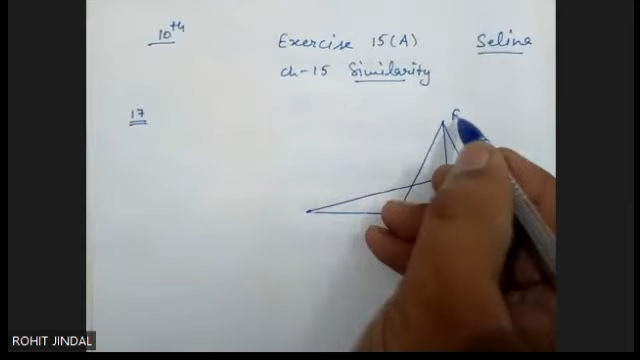 10th
Exercise 15(A)
Selina
Ch-15 Similarity
17
ROHIT JINDAL